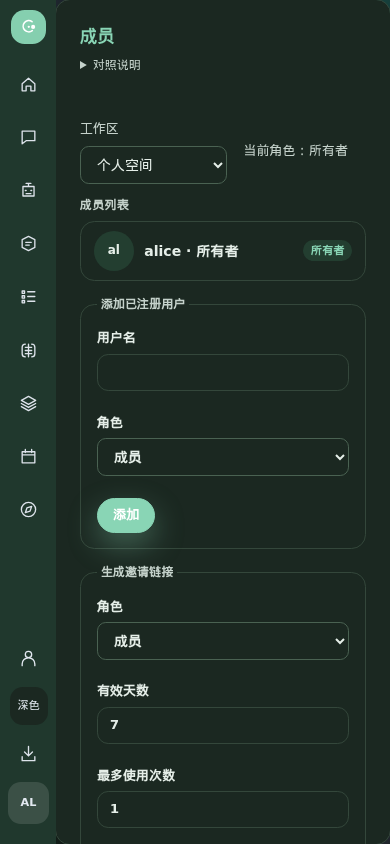 成员
对照说明
工作区
个人空间
当前角色：所有者
成员列表
al
alice · 所有者
所有者
添加已注册用户
用户名
角色
成员
添加
生成邀请链接
角色
成员
有效天数
7
最多使用次数
1
深色
AL